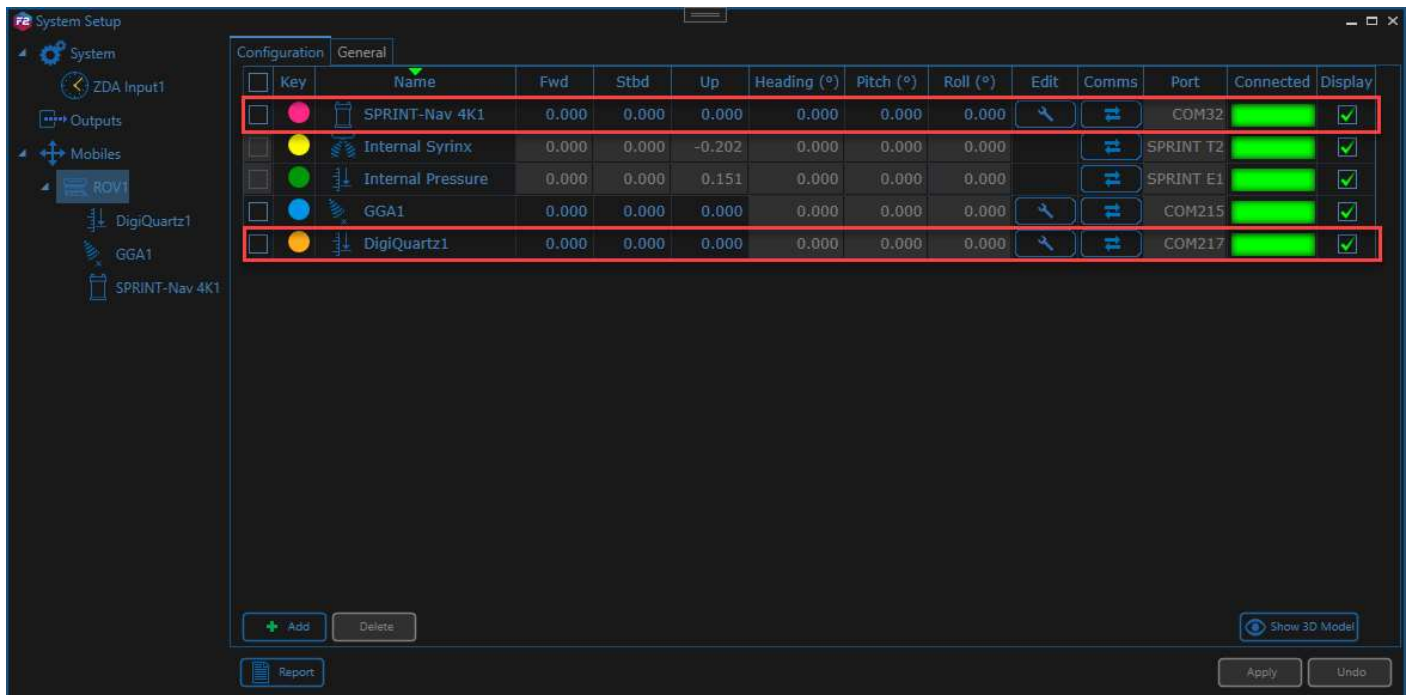 F2 System Setup
System
ZDA Input1
Outputs
Mobiles
ROV1
DigiQuartz1
GGA1
SPRINT-Nav 4K1
Configuration General
Key Name Fwd Stbd Up Heading (°) Pitch (°) Roll (°) Edit Comms Port Connected Display
SPRINT-Nav 4K1 0.000 0.000 0.000 0.000 0.000 0.000 COM32
Internal Syrinx 0.000 0.000 -0.202 0.000 0.000 0.000 SPRINT T2
Internal Pressure 0.000 0.000 0.151 0.000 0.000 0.000 SPRINT E1
GGA1 0.000 0.000 0.000 0.000 0.000 0.000 COM215
DigiQuartz1 0.000 0.000 0.000 0.000 0.000 0.000 COM217
Add Delete Show 3D Model
Report Apply Undo